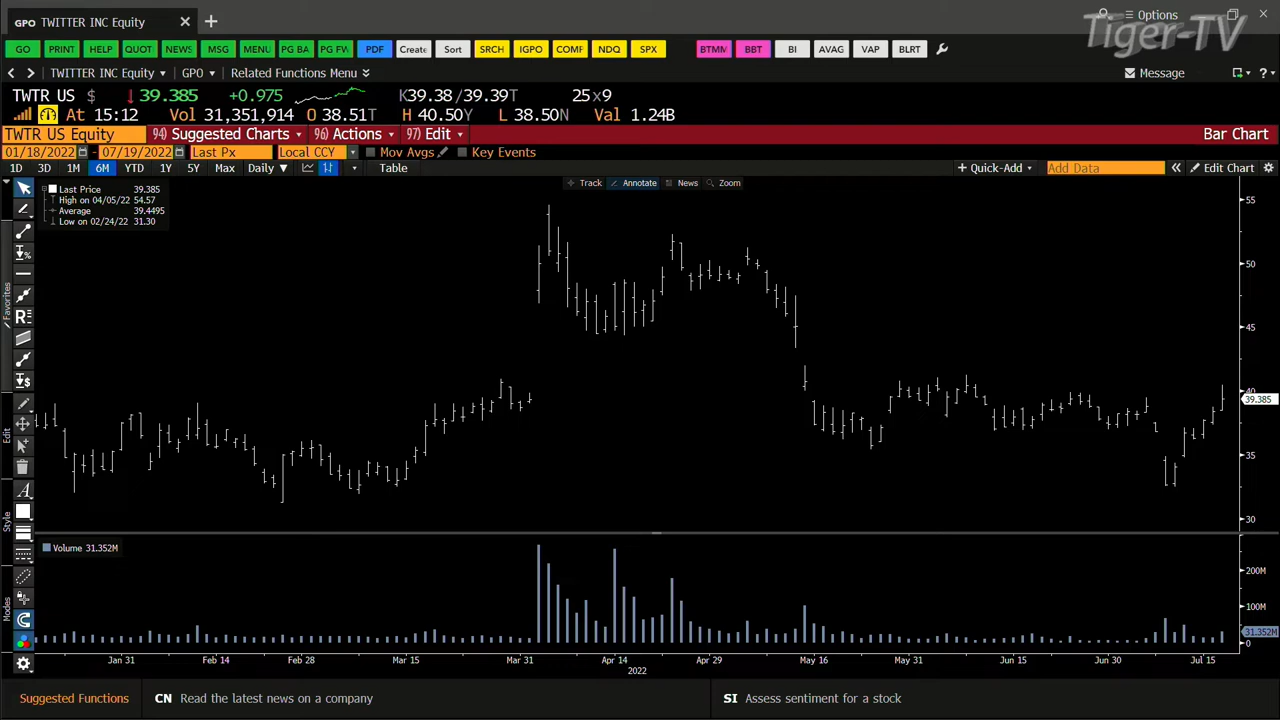 GPO TWITTER INC Equity
Options
Tiger-TV
GO PRINT HELP QUOT NEWS MSG MENU PG BA PG FV PDF Create Sort SRCH IGPO COMF NDQ SPX BTMM BBT BI AVAG VAP BLRT
TWITTER INC Equity GPO Related Functions Menu Message ?
TWTR US $ 39.385 +0.975 K39.38/39.39T 25x9
At 15:12 Vol 31,351,914 O 38.51T H 40.50Y L 38.50N Val 1.24B
TWTR US Equity 94) Suggested Charts 96) Actions 97) Edit Bar Chart
01/18/2022 - 07/19/2022 Last Px Local CCY Mov Avgs Key Events
1D 3D 1M 6M YTD 1Y 5Y Max Daily Table + Quick-Add Add Data Edit Chart
Track Annotate News Zoom
Last Price 39.385
High on 04/05/22 54.57
Average 39.4495
Low on 02/24/22 31.30
55
50
45
40
39.385
35
30
Favorites
Edit
Style
Modes
Volume 31.352M
200M
100M
31.352M
0
Jan 31 Feb 14 Feb 28 Mar 15 Mar 31 Apr 14 Apr 29 May 16 May 31 Jun 15 Jun 30 Jul 15
2022
Suggested Functions CN Read the latest news on a company SI Assess sentiment for a stock